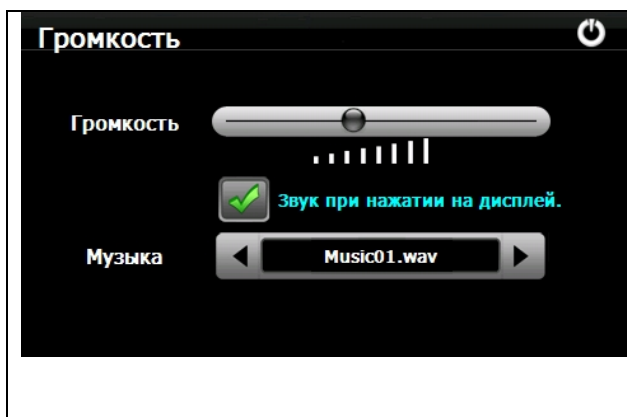 Громкость
Громкость
Звук при нажатии на дисплей.
Музыка
Music01.wav